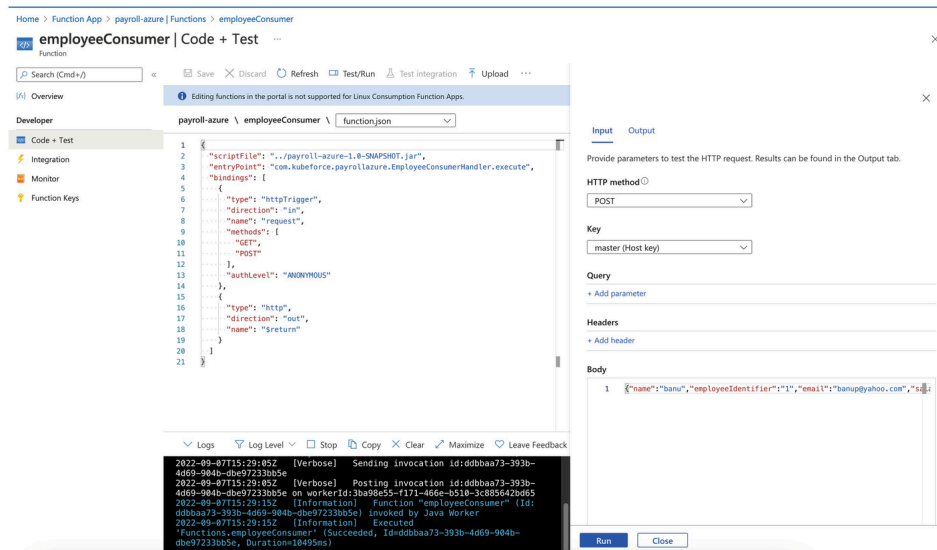 Home > Function App > payroll-azure | Functions > employeeConsumer
employeeConsumer | Code + Test ...
Function
Search (Cmd+/)
«
Overview
Developer
Code + Test
Integration
Monitor
Function Keys
Save Discard Refresh Test/Run Test integration Upload ...
Editing functions in the portal is not supported for Linux Consumption Function Apps.
payroll-azure \ employeeConsumer \ function.json
1 {
2 "scriptFile": "../payroll-azure-1.0-SNAPSHOT.jar",
3 "entryPoint": "com.kubeforce.payrollazure.EmployeeConsumerHandler.execute",
4 "bindings": [
5 {
6 "type": "httpTrigger",
7 "direction": "in",
8 "name": "request",
9 "methods": [
10 "GET",
11 "POST"
12 ],
13 "authLevel": "ANONYMOUS"
14 },
15 {
16 "type": "http",
17 "direction": "out",
18 "name": "$return"
19 }
20 ]
21 }
Logs Log Level Stop Copy Clear Maximize Leave Feedback
2022-09-07T15:29:05Z [Verbose] Sending invocation id:ddbbaa73-393b-
4d69-904b-dbe97233bb5e
2022-09-07T15:29:05Z [Verbose] Posting invocation id:ddbbaa73-393b-
4d69-904b-dbe97233bb5e on workerId:3ba98e55-f171-466e-b510-3c885642bd65
2022-09-07T15:29:15Z [Information] Function "employeeConsumer" (Id:
ddbbaa73-393b-4d69-904b-dbe97233bb5e) invoked by Java Worker
2022-09-07T15:29:15Z [Information] Executed
'Functions.employeeConsumer' (Succeeded, Id=ddbbaa73-393b-4d69-904b-
dbe97233bb5e, Duration=10495ms)
Input Output
Provide parameters to test the HTTP request. Results can be found in the Output tab.
HTTP method
POST
Key
master (Host key)
Query
+ Add parameter
Headers
+ Add header
Body
1 {"name":"banu","employeeIdentifier":"1","email":"banup@yahoo.com",
Run Close